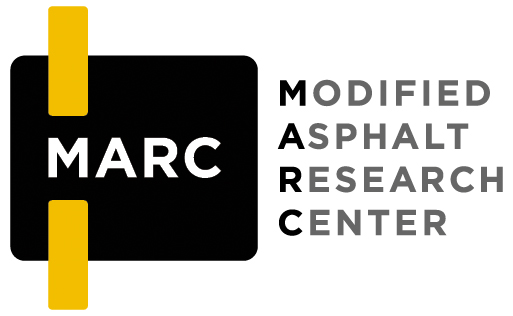 MARC
MODIFIED
ASPHALT
RESEARCH
CENTER